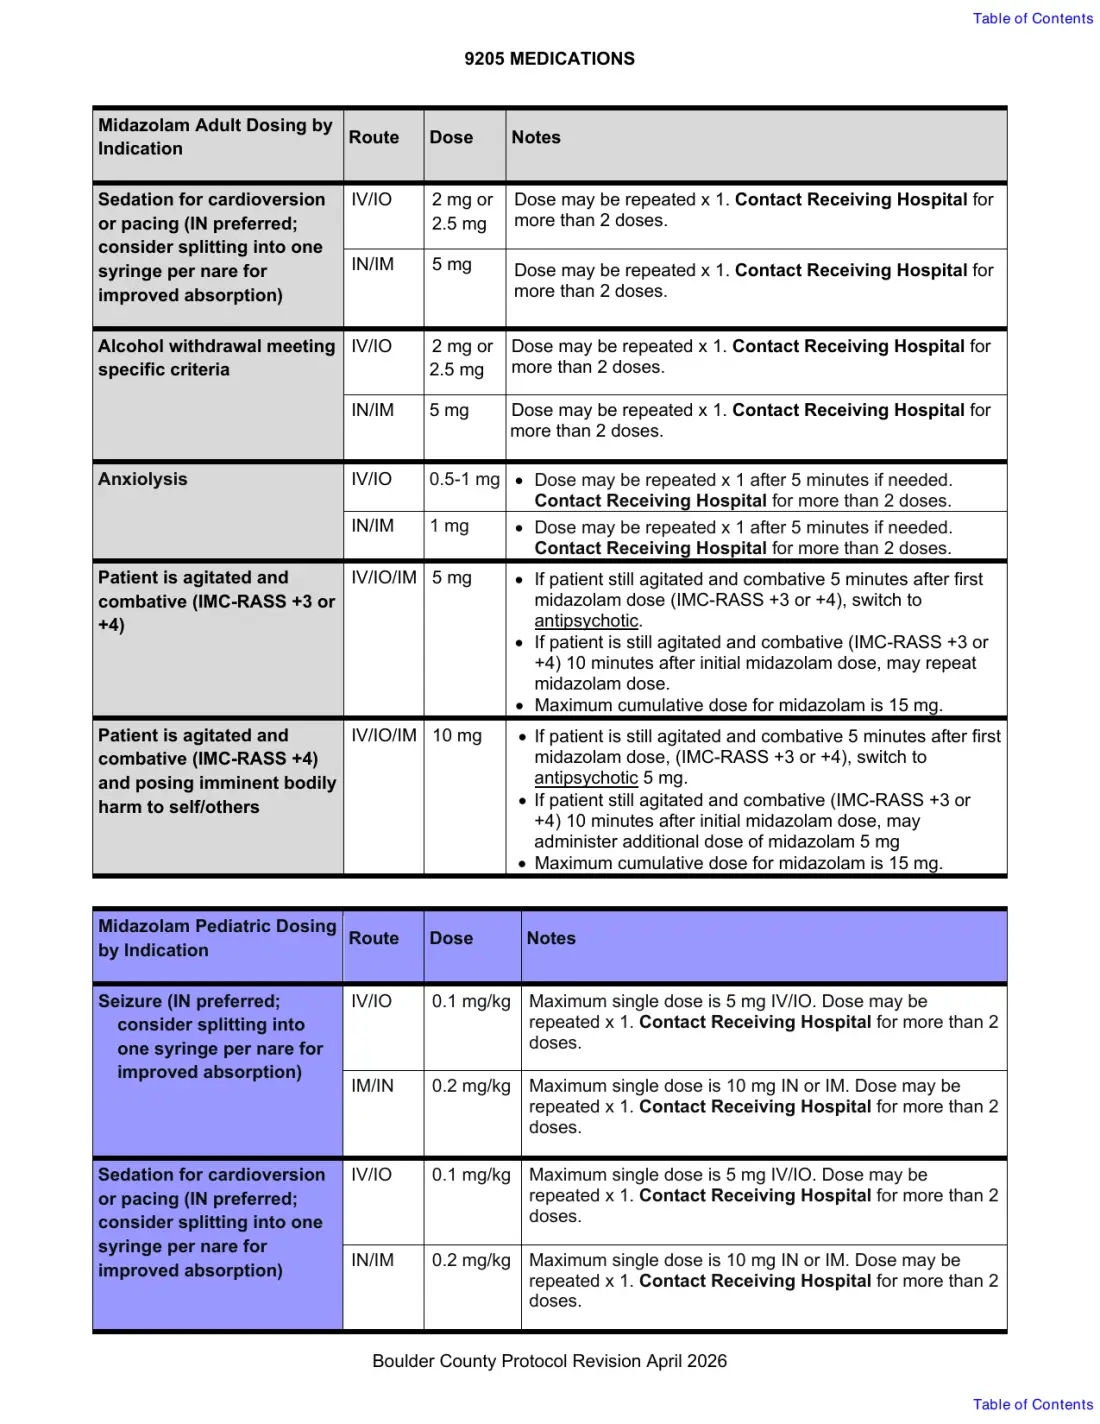 Table of Contents
9205 MEDICATIONS
Midazolam Adult Dosing by
Indication
Route
Dose
Notes
Sedation for cardioversion
or pacing (IN preferred;
consider splitting into one
syringe per nare for
improved absorption)
IV/IO
2 mg or
2.5 mg
Dose may be repeated x 1. Contact Receiving Hospital for
more than 2 doses.
IN/IM
5 mg
Dose may be repeated x 1. Contact Receiving Hospital for
more than 2 doses.
Alcohol withdrawal meeting
specific criteria
IV/IO
2 mg or
2.5 mg
Dose may be repeated x 1. Contact Receiving Hospital for
more than 2 doses.
IN/IM
5 mg
Dose may be repeated x 1. Contact Receiving Hospital for
more than 2 doses.
Anxiolysis
IV/IO
0.5-1 mg
• Dose may be repeated x 1 after 5 minutes if needed.
Contact Receiving Hospital for more than 2 doses.
IN/IM
1 mg
• Dose may be repeated x 1 after 5 minutes if needed.
Contact Receiving Hospital for more than 2 doses.
Patient is agitated and
combative (IMC-RASS +3 or
+4)
IV/IO/IM
5 mg
• If patient still agitated and combative 5 minutes after first
midazolam dose (IMC-RASS +3 or +4), switch to
antipsychotic.
• If patient is still agitated and combative (IMC-RASS +3 or
+4) 10 minutes after initial midazolam dose, may repeat
midazolam dose.
• Maximum cumulative dose for midazolam is 15 mg.
Patient is agitated and
combative (IMC-RASS +4)
and posing imminent bodily
harm to self/others
IV/IO/IM
10 mg
• If patient is still agitated and combative 5 minutes after first
midazolam dose, (IMC-RASS +3 or +4), switch to
antipsychotic 5 mg.
• If patient still agitated and combative (IMC-RASS +3 or
+4) 10 minutes after initial midazolam dose, may
administer additional dose of midazolam 5 mg
• Maximum cumulative dose for midazolam is 15 mg.
Midazolam Pediatric Dosing
by Indication
Route
Dose
Notes
Seizure (IN preferred;
consider splitting into
one syringe per nare for
improved absorption)
IV/IO
0.1 mg/kg
Maximum single dose is 5 mg IV/IO. Dose may be
repeated x 1. Contact Receiving Hospital for more than 2
doses.
IM/IN
0.2 mg/kg
Maximum single dose is 10 mg IN or IM. Dose may be
repeated x 1. Contact Receiving Hospital for more than 2
doses.
Sedation for cardioversion
or pacing (IN preferred;
consider splitting into one
syringe per nare for
improved absorption)
IV/IO
0.1 mg/kg
Maximum single dose is 5 mg IV/IO. Dose may be
repeated x 1. Contact Receiving Hospital for more than 2
doses.
IN/IM
0.2 mg/kg
Maximum single dose is 10 mg IN or IM. Dose may be
repeated x 1. Contact Receiving Hospital for more than 2
doses.
Boulder County Protocol Revision April 2026
Table of Contents